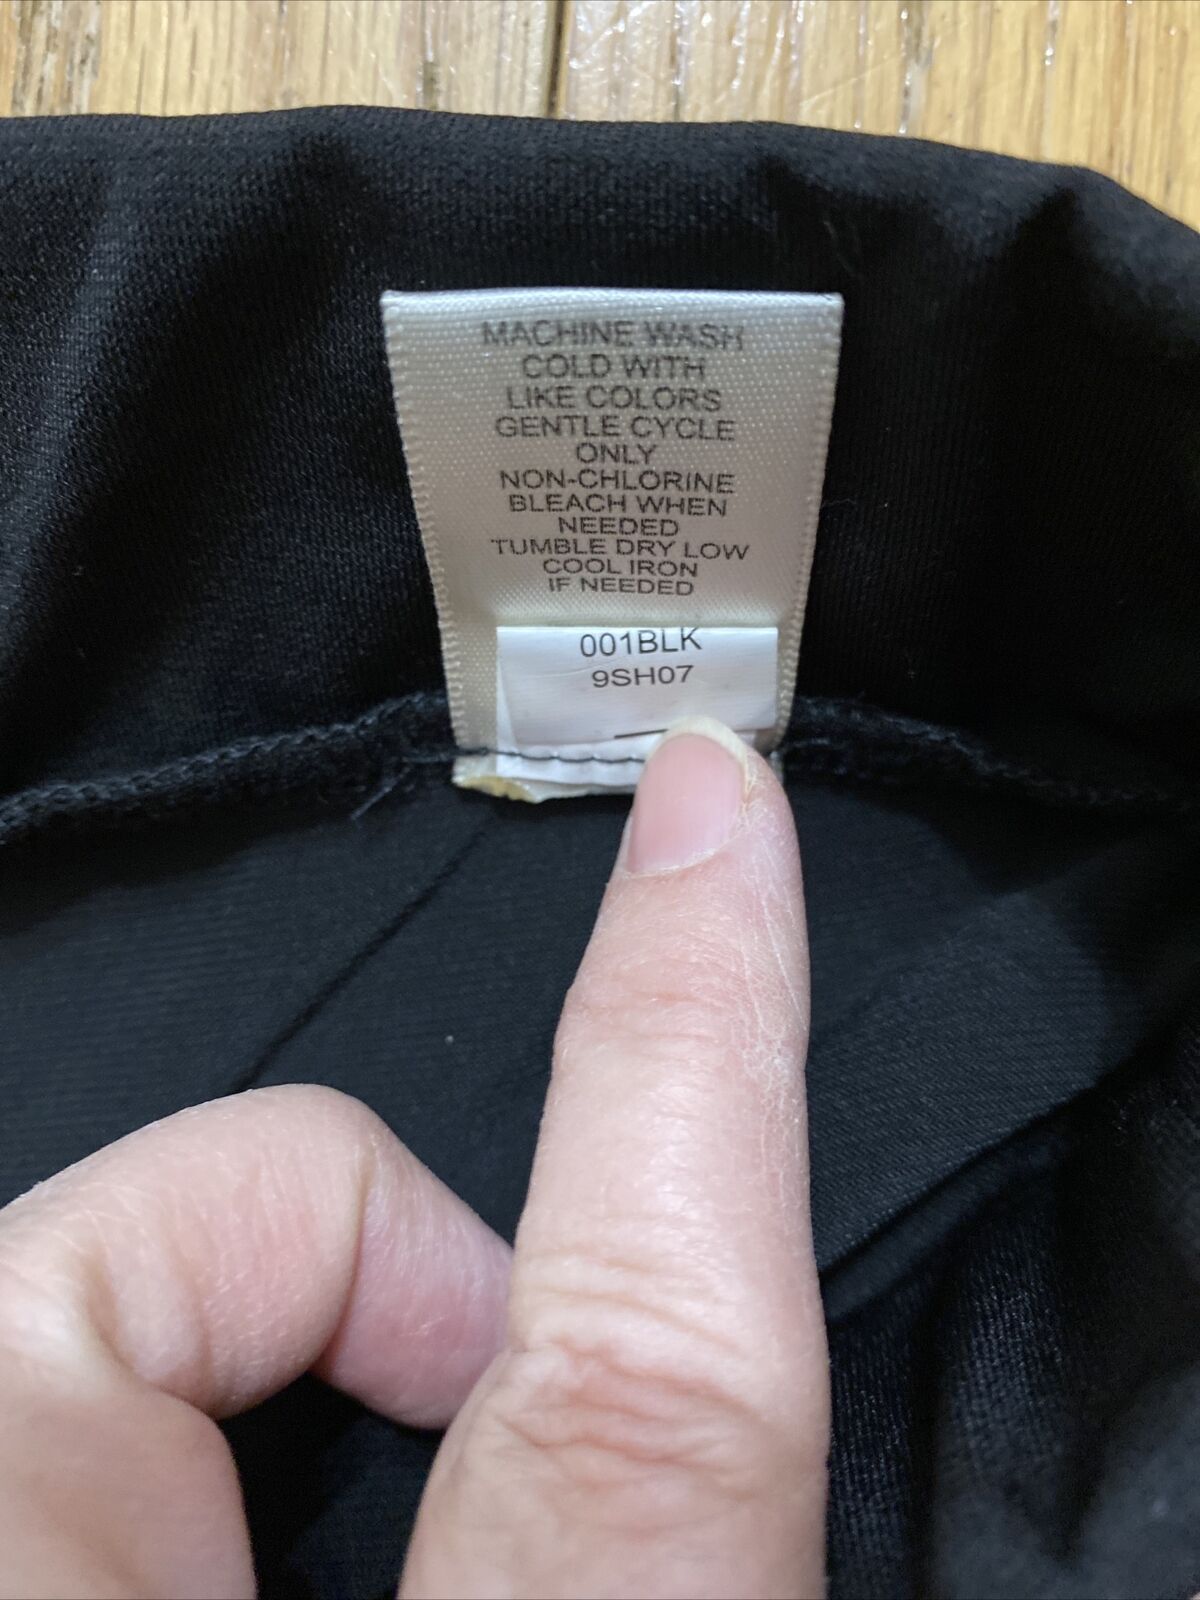 MACHINE WASH
COLD WITH
LIKE COLORS
GENTLE CYCLE
ONLY
NON-CHLORINE
BLEACH WHEN
NEEDED
TUMBLE DRY LOW
COOL IRON
IF NEEDED
001BLK
9SH07